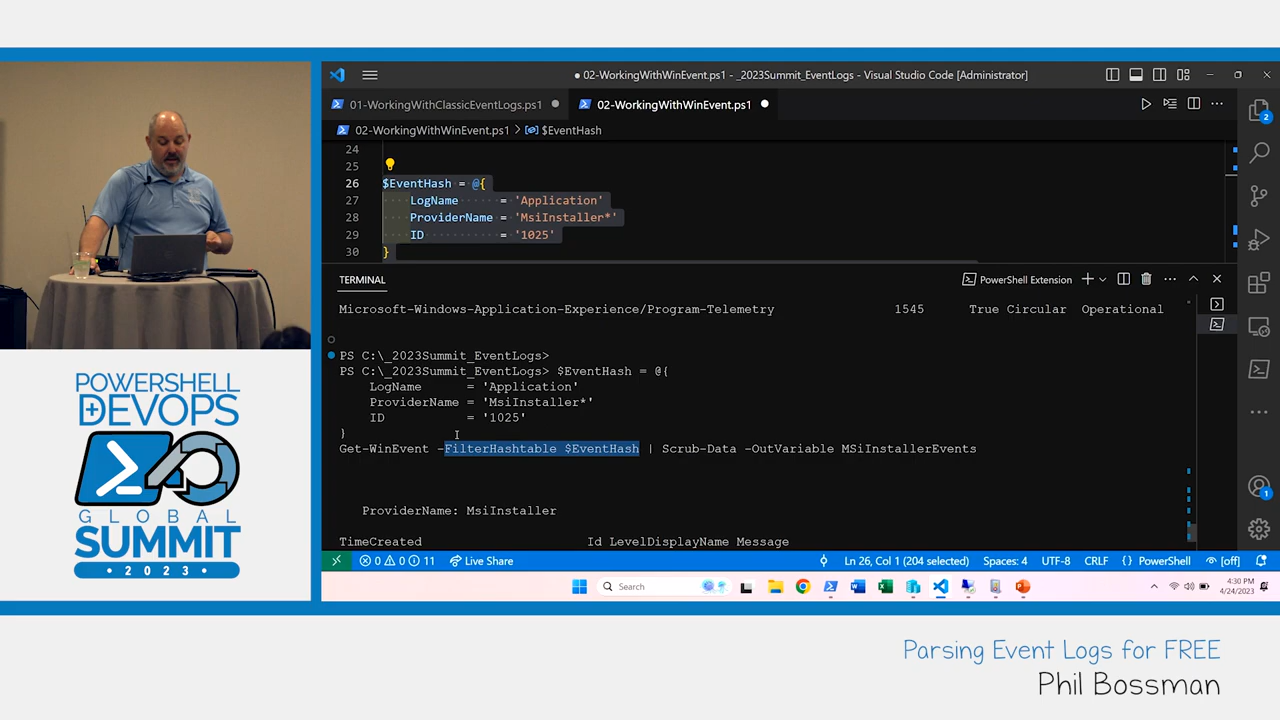 02-WorkingWithWinEvent.ps1 - _2023Summit_EventLogs - Visual Studio Code [Administrator]
01-WorkingWithClassicEventLogs.ps1
02-WorkingWithWinEvent.ps1
02-WorkingWithWinEvent.ps1 > $EventHash
24
25
26 $EventHash = @{
27 LogName = 'Application'
28 ProviderName = 'MsiInstaller*'
29 ID = '1025'
30 }
TERMINAL
PowerShell Extension
Microsoft-Windows-Application-Experience/Program-Telemetry 1545 True Circular Operational
PS C:\_2023Summit_EventLogs>
PS C:\_2023Summit_EventLogs> $EventHash = @{
LogName = 'Application'
ProviderName = 'MsiInstaller*'
ID = '1025'
}
Get-WinEvent -FilterHashtable $EventHash | Scrub-Data -OutVariable MSiInstallerEvents
ProviderName: MsiInstaller
TimeCreated Id LevelDisplayName Message
0 0 11 Live Share Ln 26, Col 1 (204 selected) Spaces: 4 UTF-8 CRLF { } PowerShell [off]
Search
4:30 PM
4/24/2023
2
1
POWERSHELL
+DEVOPS
GLOBAL
SUMMIT
• 2023 •
Parsing Event Logs for FREE
Phil Bossman